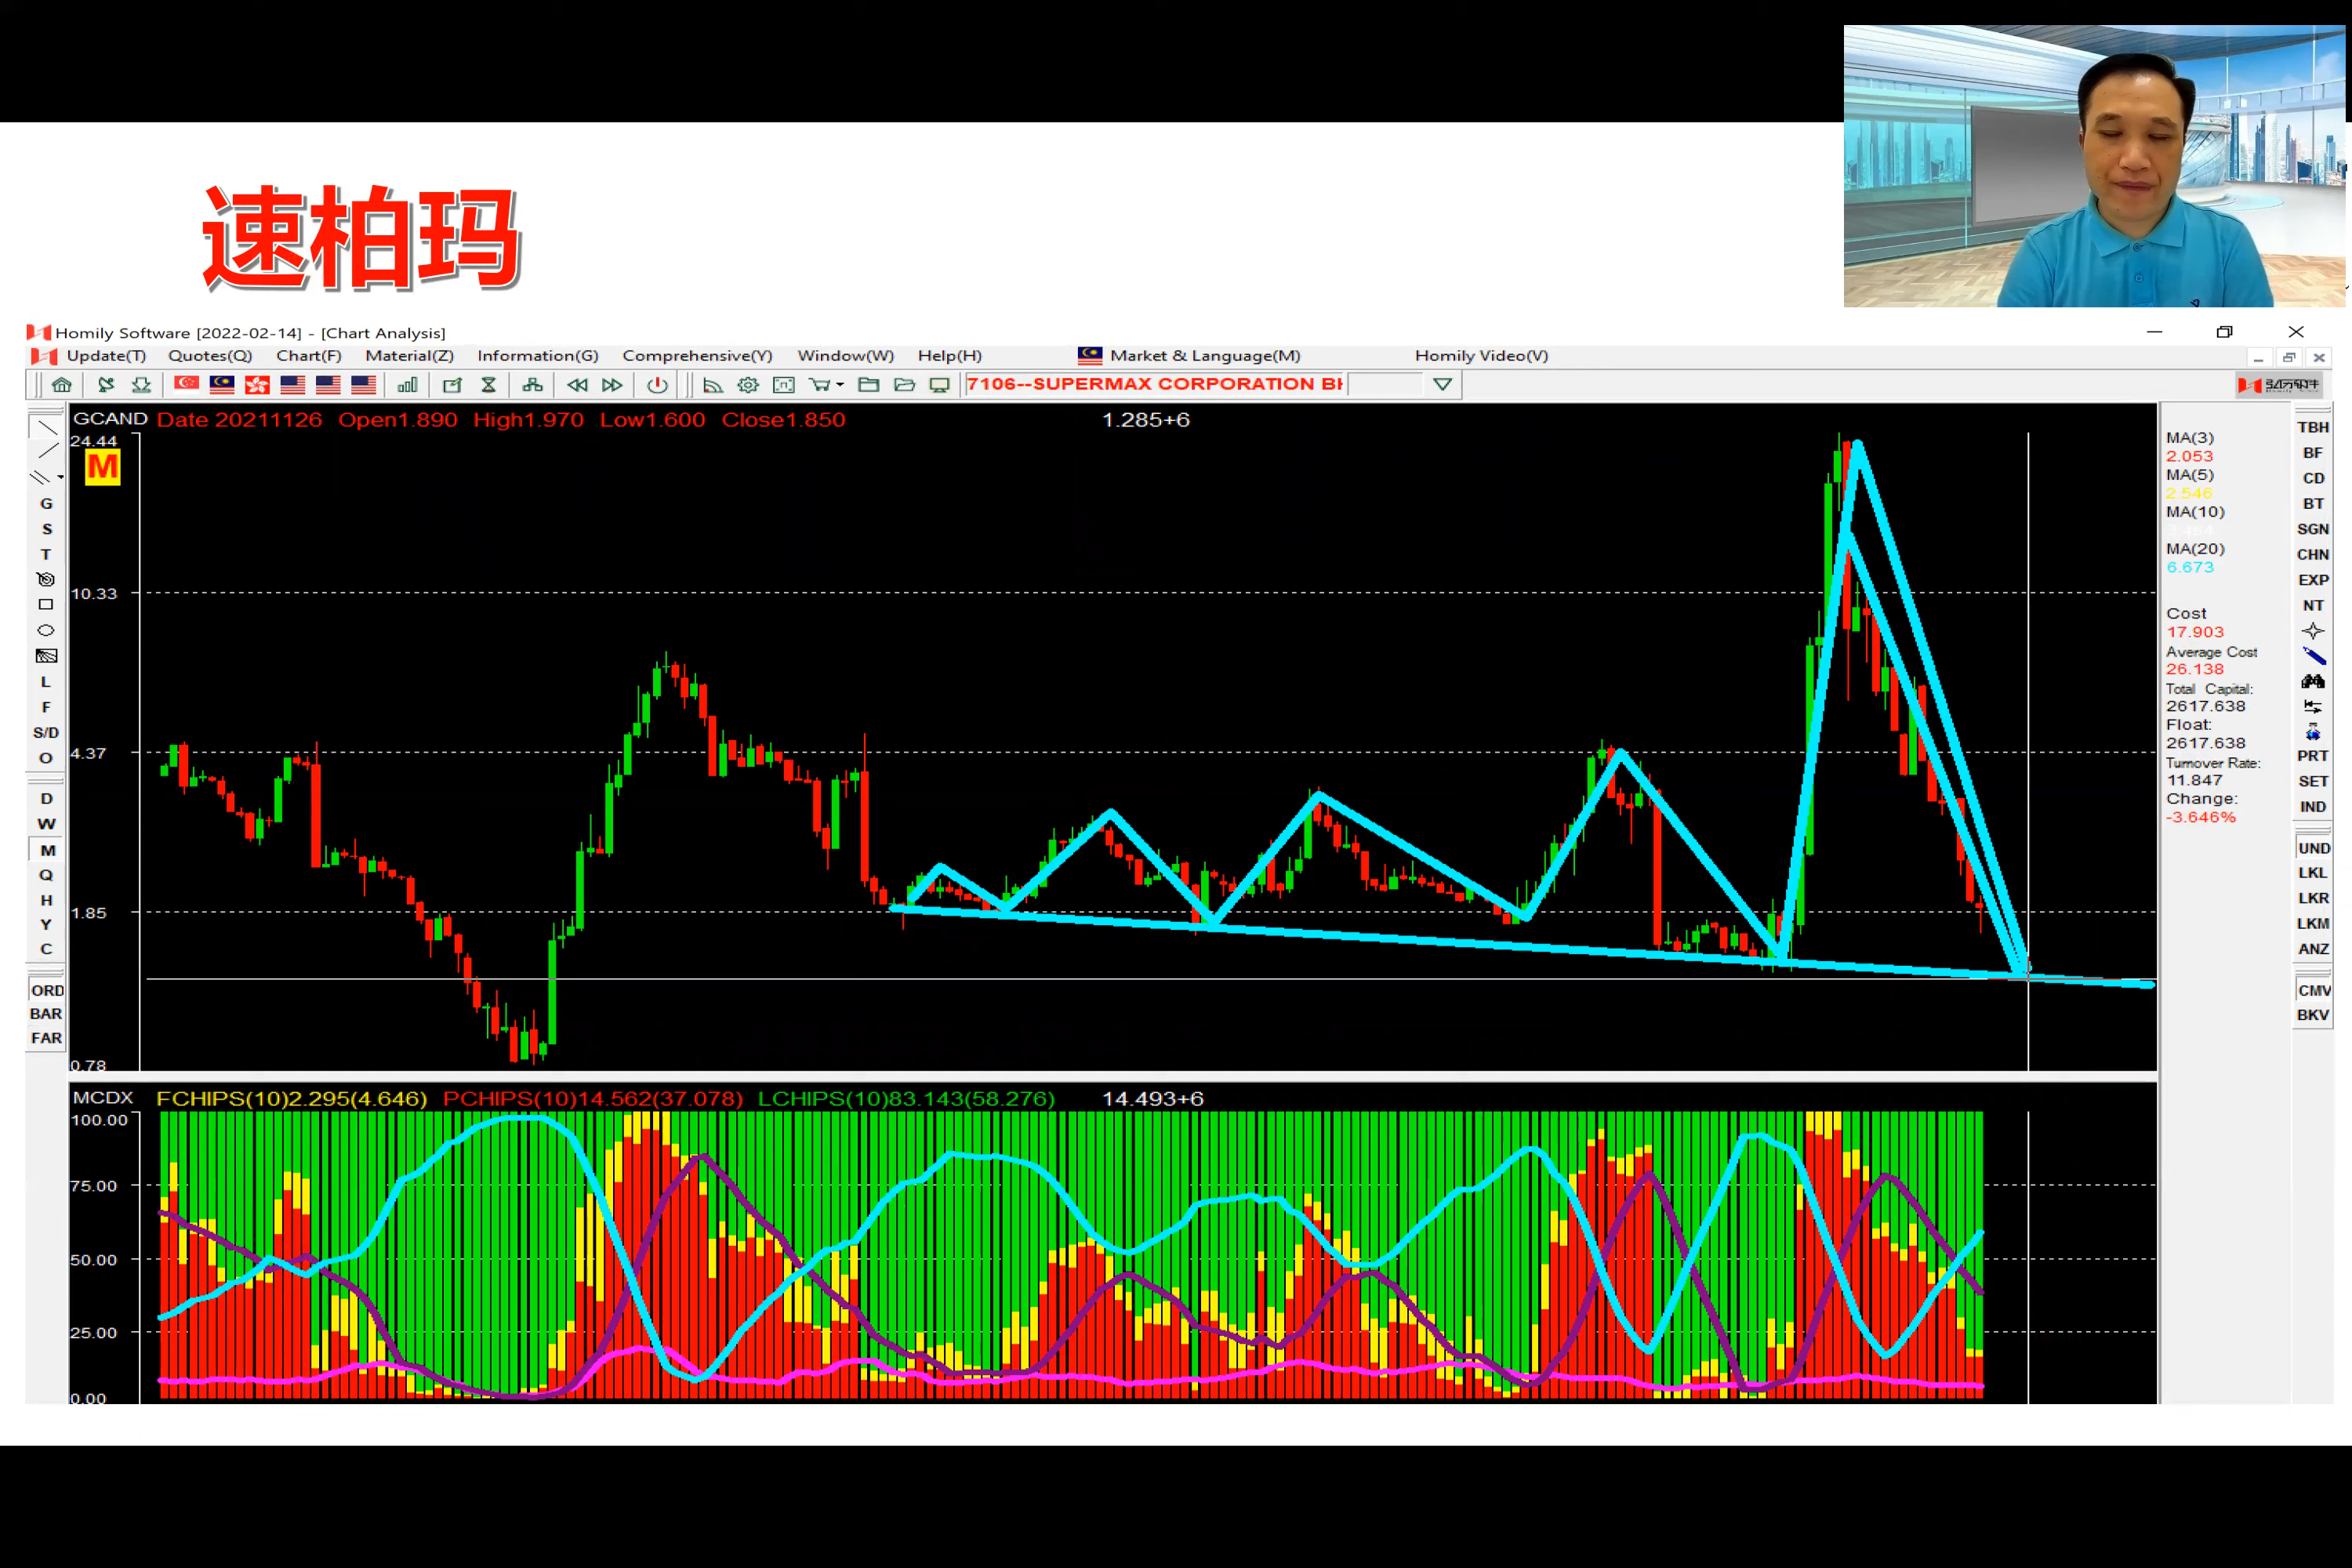 速柏玛
Homily Software [2022-02-14] - [Chart Analysis]
Update(T) Quotes(Q) Chart(F) Material(Z) Information(G) Comprehensive(Y) Window(W) Help(H) Market & Language(M) Homily Video(V)
7106--SUPERMAX CORPORATION BH
GCAND Date 20211126 Open1.890 High1.970 Low1.600 Close1.850 1.285+6
24.44
M
10.33
4.37
1.85
0.78
MCDX FCHIPS(10)2.295(4.646) PCHIPS(10)14.562(37.078) LCHIPS(10)83.143(58.276) 14.493+6
100.00
75.00
50.00
25.00
0.00
G
S
T
L
F
S/D
O
D
W
M
Q
H
Y
C
ORD
BAR
FAR
MA(3)
2.053
MA(5)
2.546
MA(10)
MA(20)
6.673
Cost
17.903
Average Cost
26.138
Total Capital:
2617.638
Float:
2617.638
Turnover Rate:
11.847
Change:
-3.646%
TBH
BF
CD
BT
SGN
CHN
EXP
NT
PRT
SET
IND
UND
LKL
LKR
LKM
ANZ
CMV
BKV